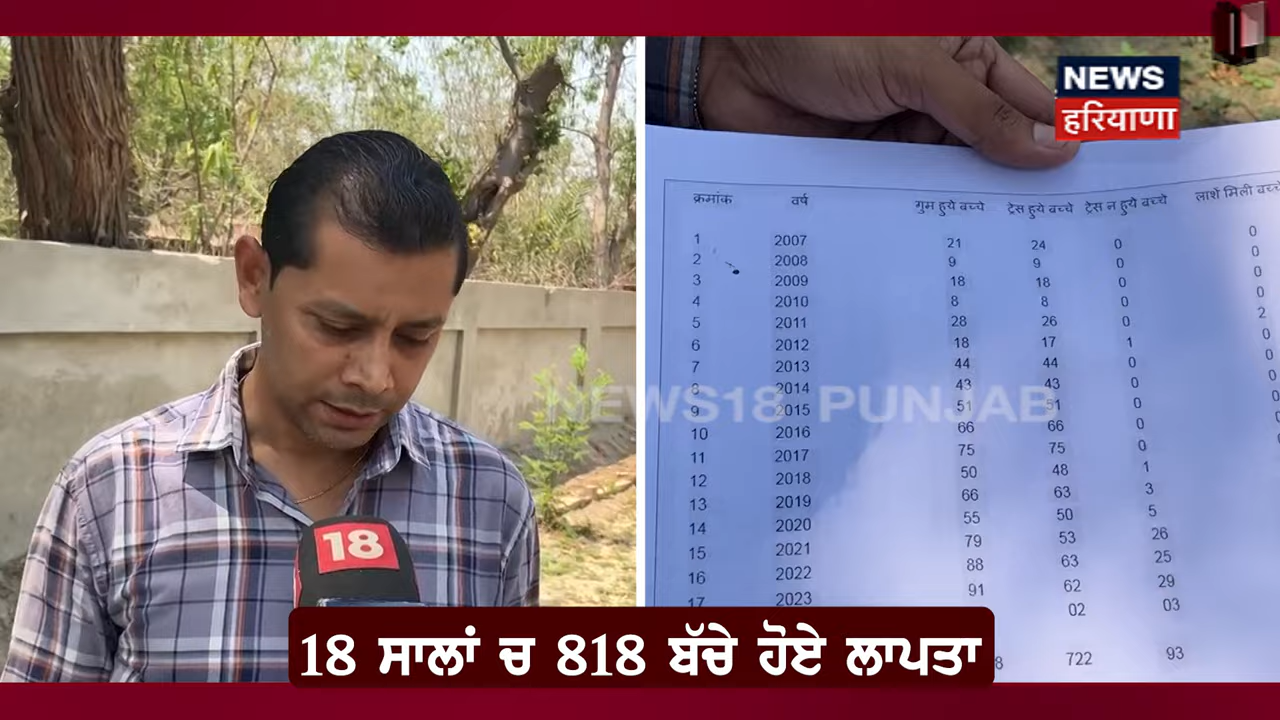 NEWS
हरियाणा
क्रमांक वर्ष गुम हुये बच्चे ट्रेस हुये बच्चे ट्रेस न हुये बच्चे लाशे मिली बच्चे
1 2007 21 24 0 0
2 2008 9 9 0 0
3 2009 18 18 0 0
4 2010 8 8 0 0
5 2011 28 26 0 2
6 2012 18 17 1 0
7 2013 44 44 0 0
8 2014 43 43 0 0
9 2015 51 51 0 0
10 2016 66 66 0
11 2017 75 75 0
12 2018 50 48 1
13 2019 66 63 3
14 2020 55 50 5
15 2021 79 53 26
16 2022 88 63 25
17 2023 91 62 29
02 03
8 722 93
NEWS18 PUNJAB
18
18 ਸਾਲਾਂ ਚ 818 ਬੱਚੇ ਹੋਏ ਲਾਪਤਾ